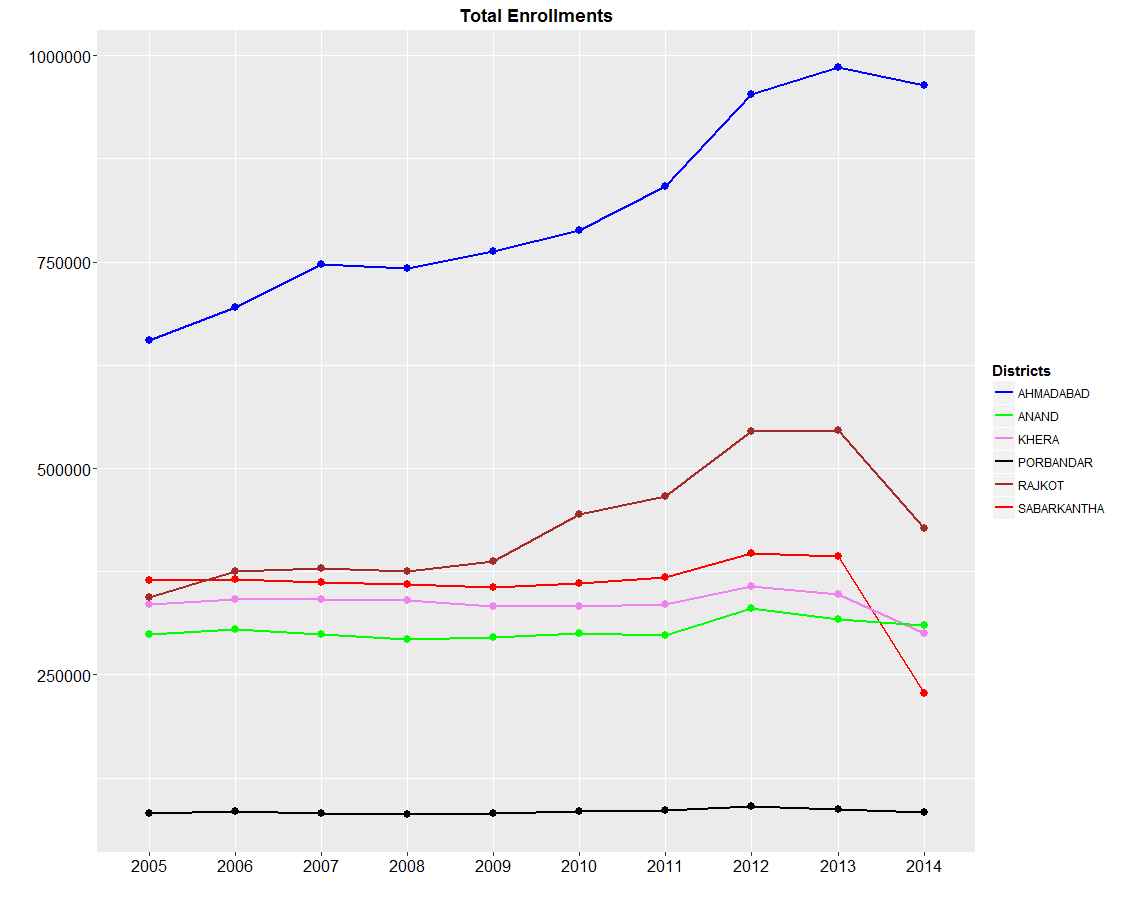 Total Enrollments
1000000
750000
500000
250000
2005 2006 2007 2008 2009 2010 2011 2012 2013 2014
Districts
AHMADABAD
ANAND
KHERA
PORBANDAR
RAJKOT
SABARKANTHA